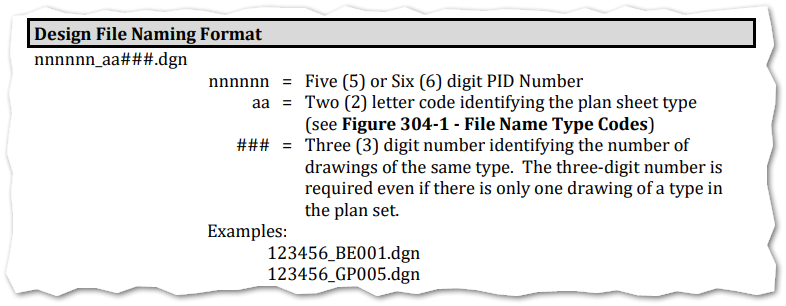 Design File Naming Format
nnnnnn_aa###.dgn
nnnnnn = Five (5) or Six (6) digit PID Number
aa = Two (2) letter code identifying the plan sheet type
(see Figure 304-1 - File Name Type Codes)
### = Three (3) digit number identifying the number of
drawings of the same type. The three-digit number is
required even if there is only one drawing of a type in
the plan set.
Examples:
123456_BE001.dgn
123456_GP005.dgn